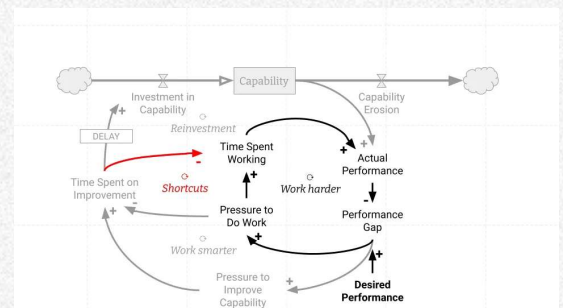 Capability
Investment in
Capability
Capability
Erosion
+
DELAY
Reinvestment
Time Spent
Working
+
+
Actual
Performance
-
Time Spent on
Improvement
Shortcuts
Work harder
+
-
+
-
Pressure to
Do Work
Performance
Gap
+
+
Work smarter
Pressure to
Improve
Capability
+
Desired
Performance